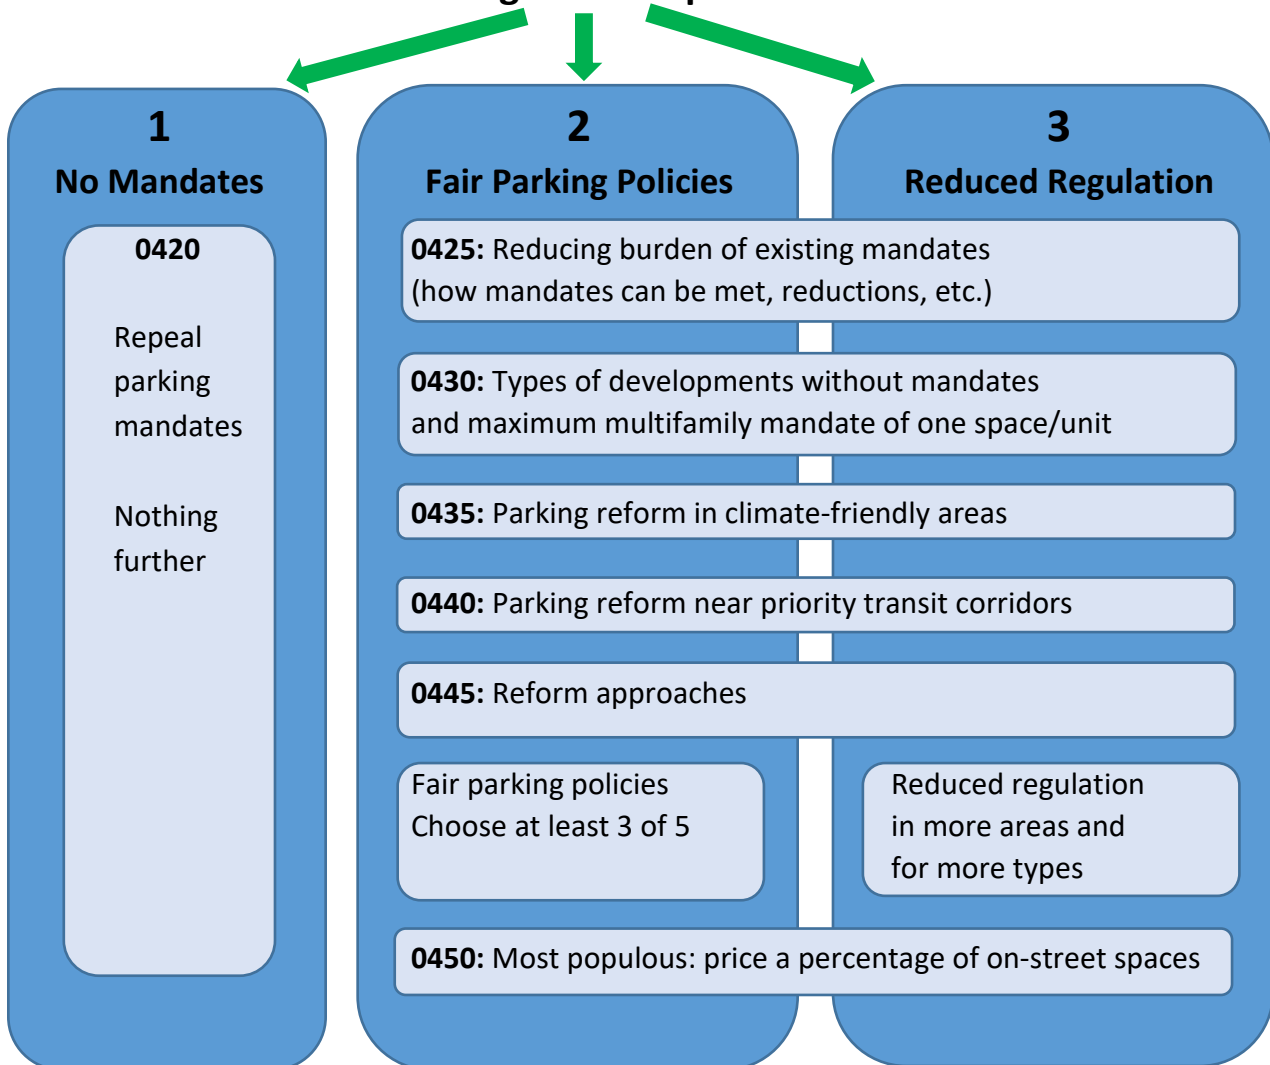 1
No Mandates
0420
Repeal
parking
mandates
Nothing
further
2
Fair Parking Policies
3
Reduced Regulation
0425: Reducing burden of existing mandates
(how mandates can be met, reductions, etc.)
0430: Types of developments without mandates
and maximum multifamily mandate of one space/unit
0435: Parking reform in climate-friendly areas
0440: Parking reform near priority transit corridors
0445: Reform approaches
Fair parking policies
Choose at least 3 of 5
Reduced regulation
in more areas and
for more types
0450: Most populous: price a percentage of on-street spaces